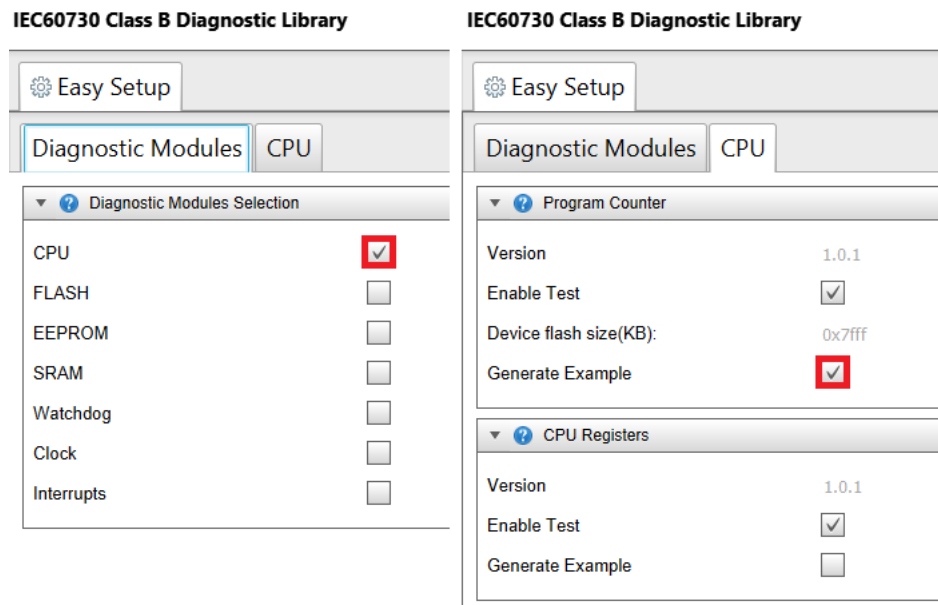 IEC60730 Class B Diagnostic Library
Easy Setup
Diagnostic Modules CPU
Diagnostic Modules Selection
CPU
FLASH
EEPROM
SRAM
Watchdog
Clock
Interrupts
IEC60730 Class B Diagnostic Library
Easy Setup
Diagnostic Modules CPU
Program Counter
Version 1.0.1
Enable Test
Device flash size(KB): 0x7fff
Generate Example
CPU Registers
Version 1.0.1
Enable Test
Generate Example